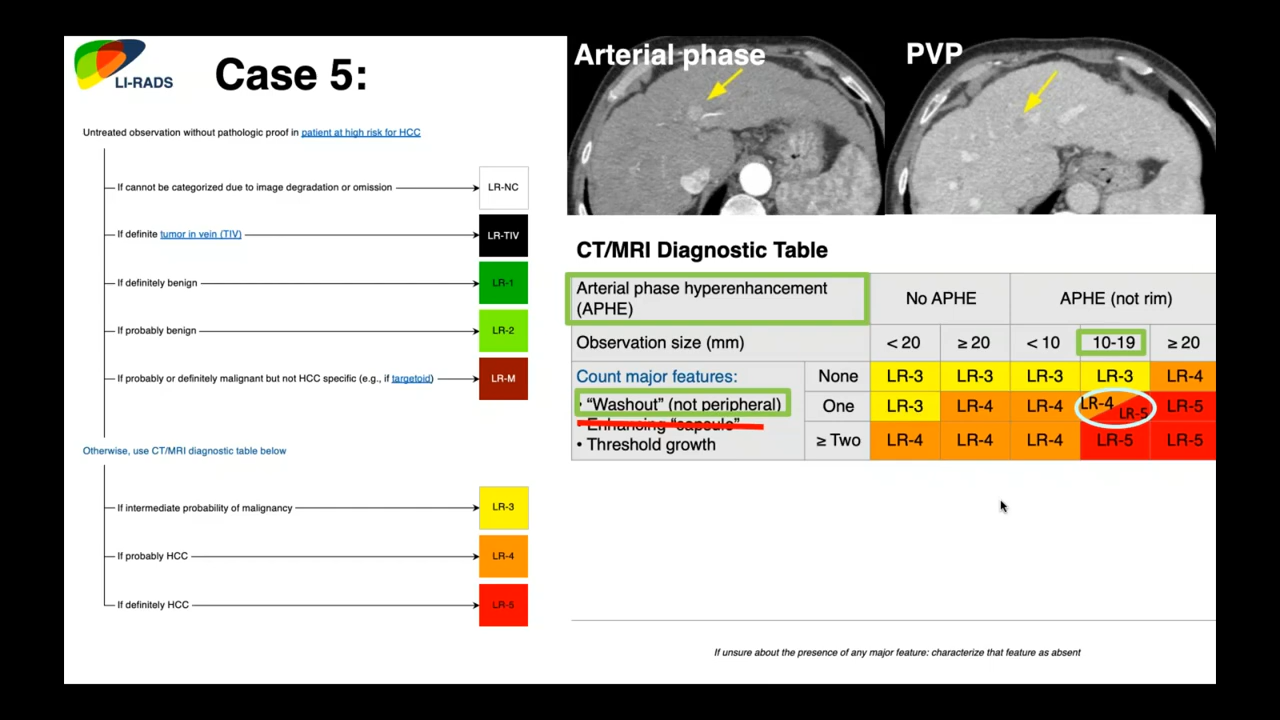 LI-RADS
Case 5:
Untreated observation without pathologic proof in patient at high risk for HCC
If cannot be categorized due to image degradation or omission
LR-NC
If definite tumor in vein (TIV)
LR-TIV
If definitely benign
LR-1
If probably benign
LR-2
If probably or definitely malignant but not HCC specific (e.g., if targetoid)
LR-M
Otherwise, use CT/MRI diagnostic table below
If intermediate probability of malignancy
LR-3
If probably HCC
LR-4
If definitely HCC
LR-5
Arterial phase
PVP
CT/MRI Diagnostic Table
Arterial phase hyperenhancement
(APHE)
No APHE
APHE (not rim)
Observation size (mm)
< 20
≥ 20
< 10
10-19
≥ 20
Count major features:
• “Washout” (not peripheral)
• Enhancing “capsule”
• Threshold growth
None
LR-3
LR-3
LR-3
LR-3
LR-4
One
LR-3
LR-4
LR-4
LR-4
LR-5
LR-5
≥ Two
LR-4
LR-4
LR-4
LR-5
LR-5
If unsure about the presence of any major feature: characterize that feature as absent